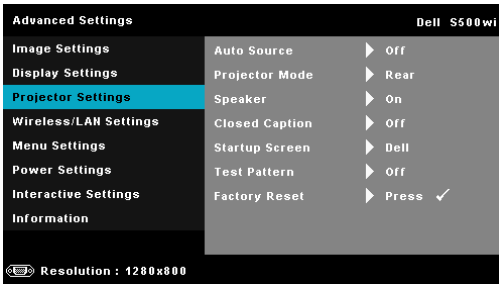 Advanced Settings Dell S500wi
Image Settings
Display Settings
Projector Settings
Wireless/LAN Settings
Menu Settings
Power Settings
Interactive Settings
Information
Auto Source Off
Projector Mode Rear
Speaker On
Closed Caption Off
Startup Screen Dell
Test Pattern Off
Factory Reset Press ✓
Resolution : 1280x800